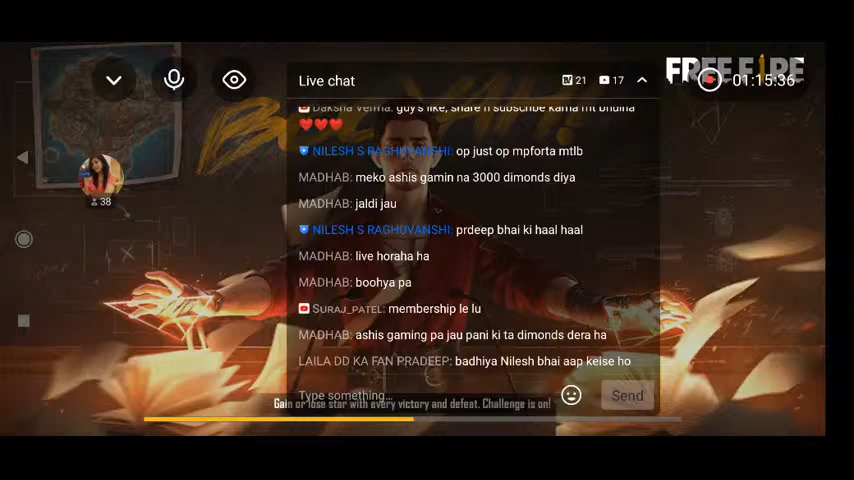 Live chat
21
17
FREE FIRE
01:15:36
Daksha Verma: guy's like, share n subscribe karna mt bhulna
NILESH S RAGHUVANSHI: op just op mpforta mtlb
MADHAB: meko ashis gamin na 3000 dimonds diya
38
MADHAB: jaldi jau
NILESH S RAGHUVANSHI: prdeep bhai ki haal haal
MADHAB: live horaha ha
MADHAB: boohya pa
SURAJ_PATEL: membership le lu
MADHAB: ashis gaming pa jau pani ki ta dimonds dera ha
LAILA DD KA FAN PRADEEP: badhiya Nilesh bhai aap keise ho
Type something...
Send
Gain or lose star with every victory and defeat. Challenge is on!